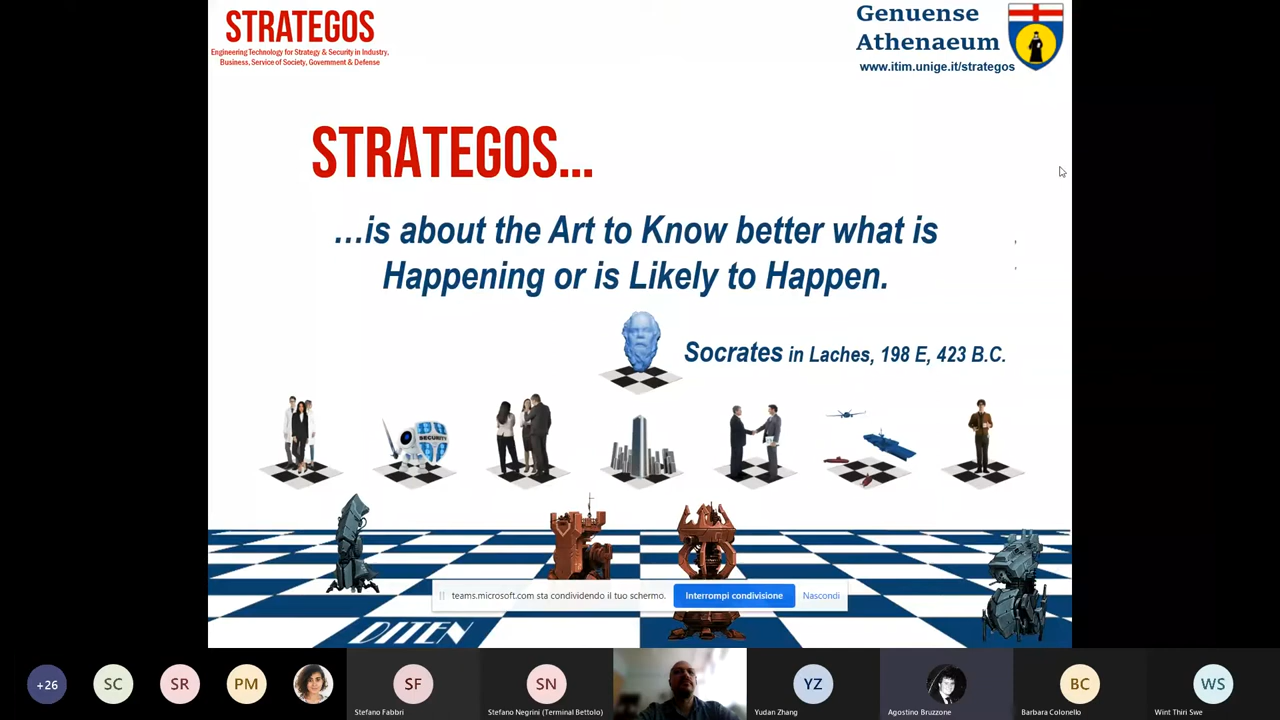 STRATEGOS
Engineering Technology for Strategy & Security in Industry,
Business, Service of Society, Government & Defense
Genuense
Athenaeum
www.itim.unige.it/strategos
STRATEGOS...
...is about the Art to Know better what is
Happening or is Likely to Happen.
Socrates in Laches, 198 E, 423 B.C.
SECURITY
teams.microsoft.com sta condividendo il tuo schermo.
Interrompi condivisione
Nascondi
DITEN
+26
SC
SR
PM
SF
Stefano Fabbri
SN
Stefano Negrini (Terminal Bettolo)
YZ
Yudan Zhang
Agostino Bruzzone
BC
Barbara Colonello
WS
Wint Thiri Swe